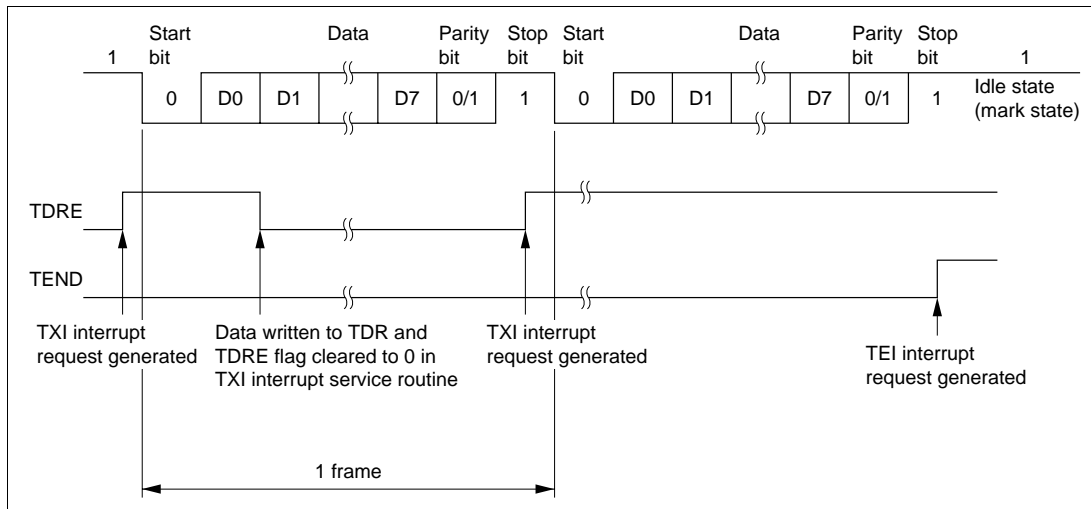 Start bit Data Parity bit Stop bit Start bit Data Parity bit Stop bit
1 1
0 D0 D1 D7 0/1 1 0 D0 D1 D7 0/1 1 Idle state (mark state)
TDRE
TEND
TXI interrupt
request generated
Data written to TDR and
TDRE flag cleared to 0 in
TXI interrupt service routine
TXI interrupt
request generated
TEI interrupt
request generated
1 frame